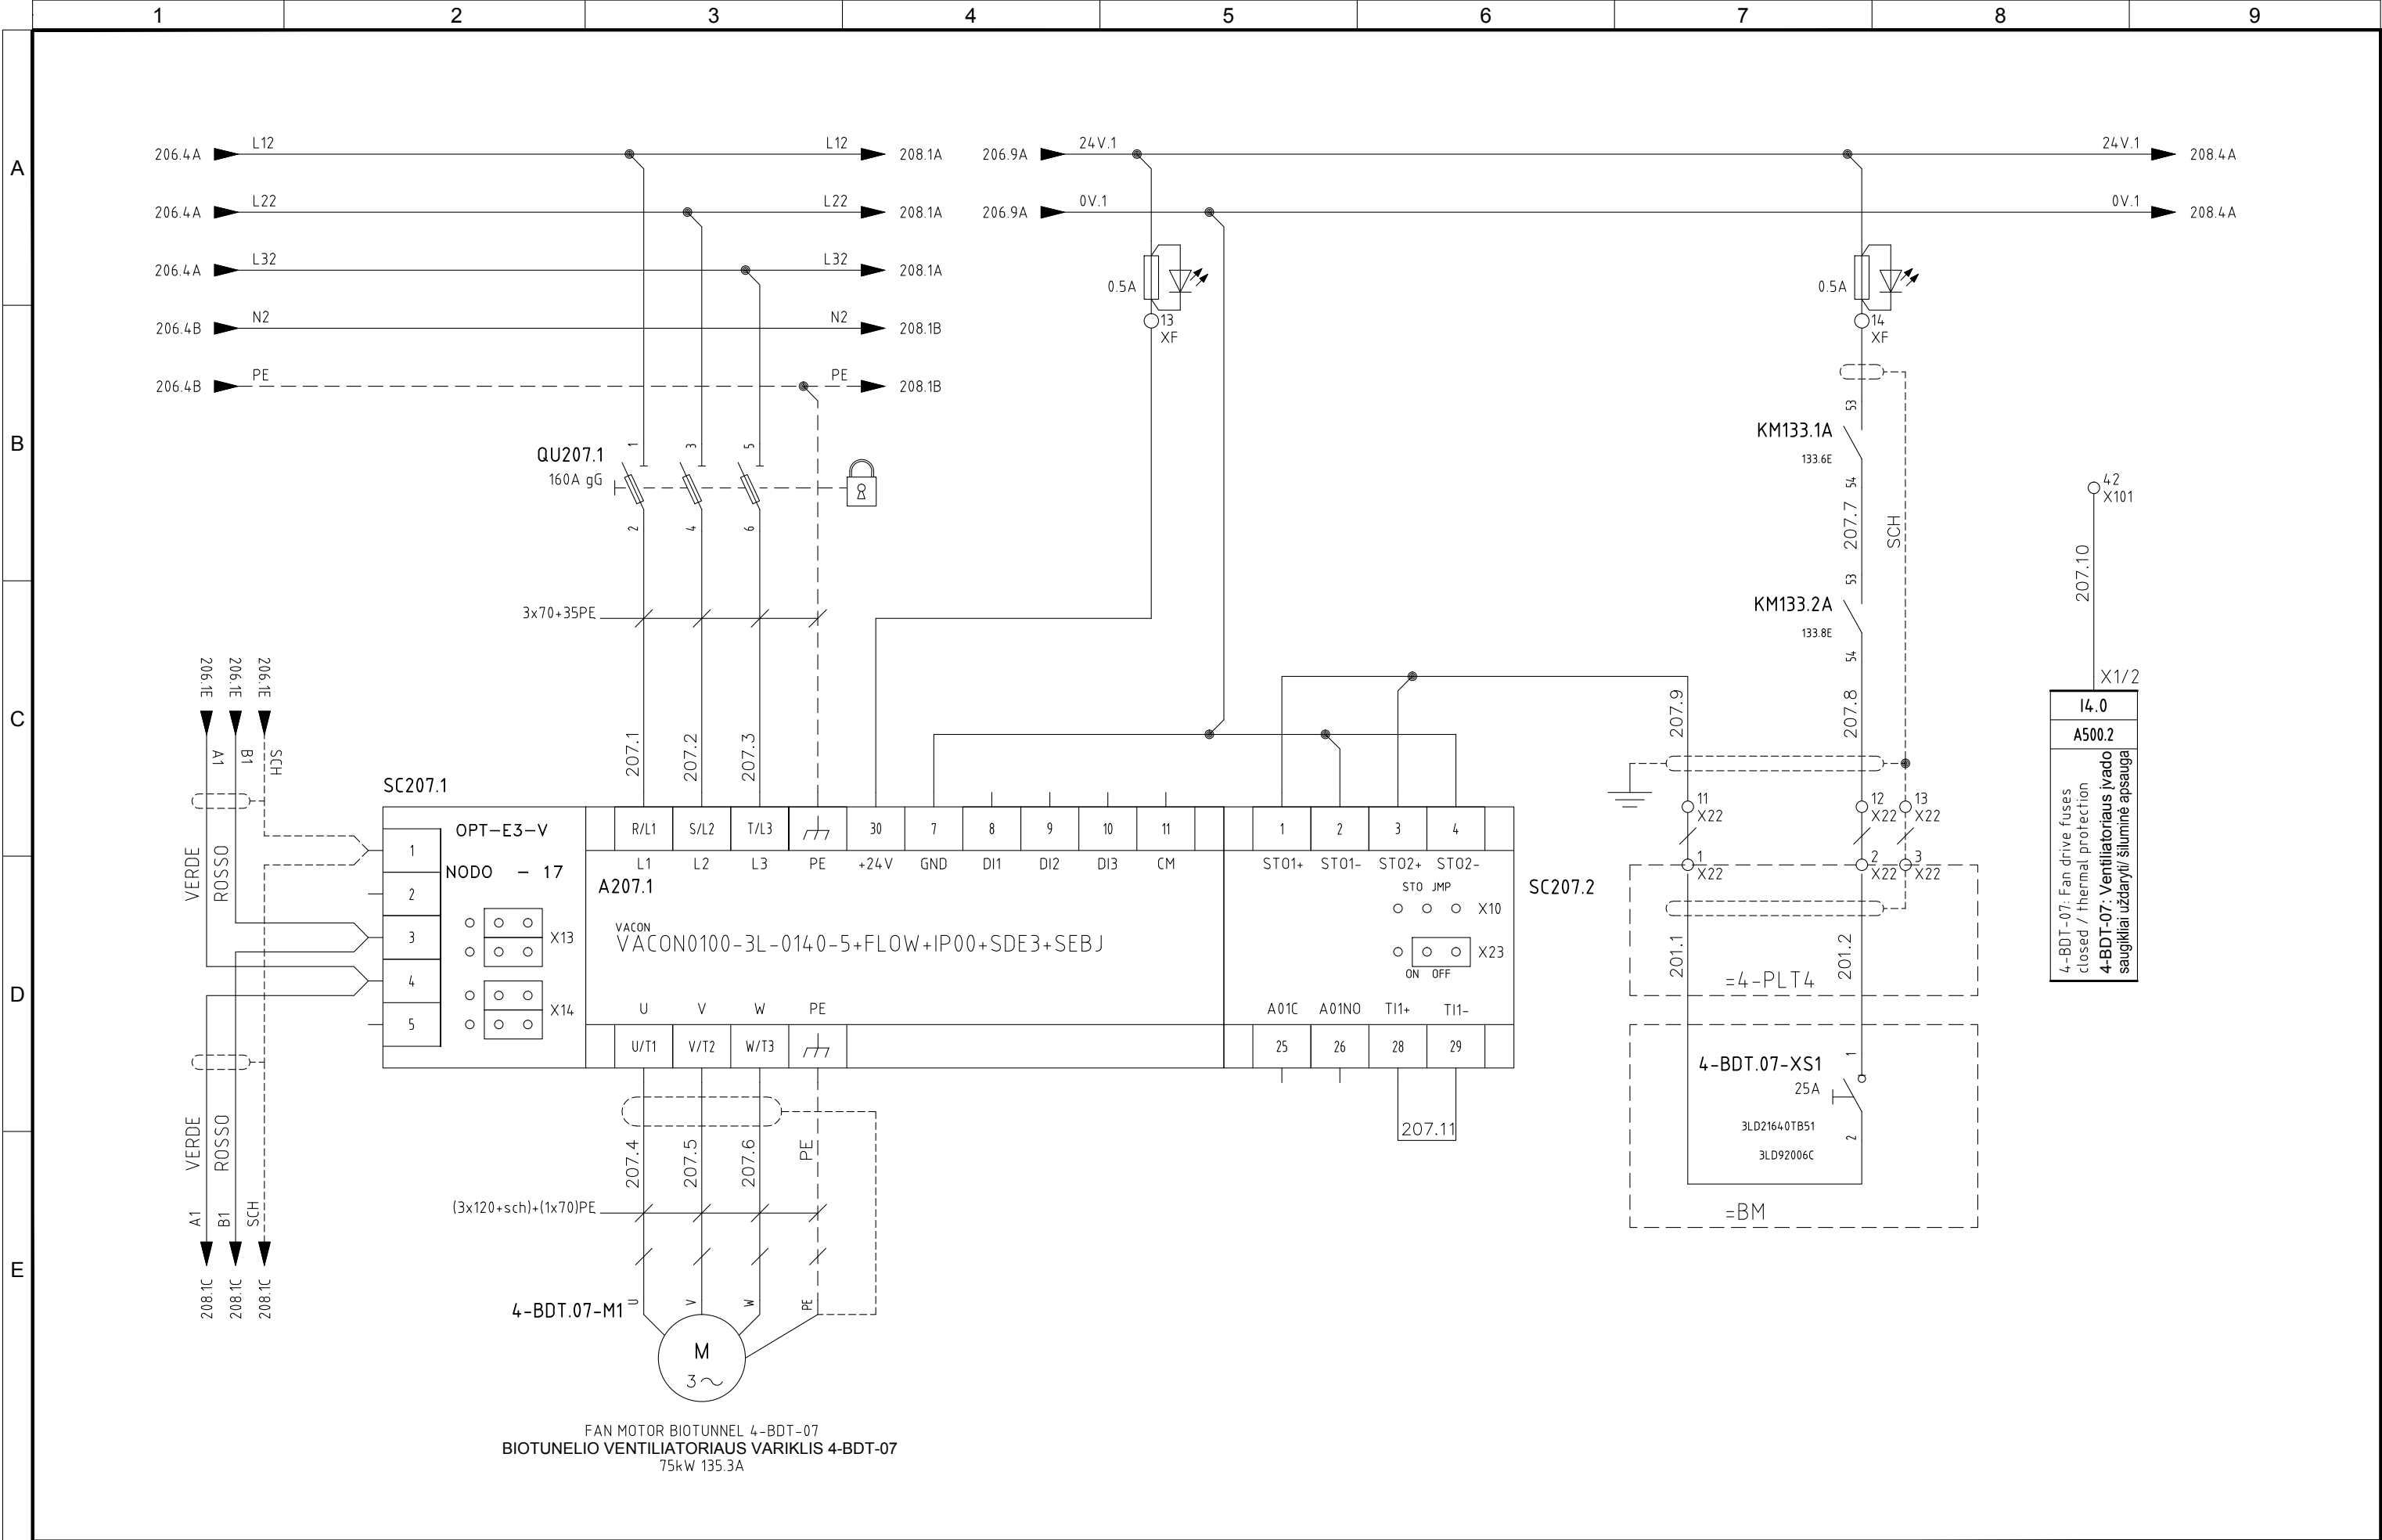 1 2 3 4 5 6 7 8 9
A
B
C
D
E
206.4A L12 L12 208.1A
206.4A L22 L22 208.1A
206.4A L32 L32 208.1A
206.4B N2 N2 208.1B
206.4B PE PE 208.1B
206.9A 24V.1 24V.1 208.4A
206.9A 0V.1 0V.1 208.4A
0.5A
13
XF
0.5A
14
XF
QU207.1
160A gG
1 3 5
2 4 6
3x70+35PE
207.1 207.2 207.3
53
KM133.1A
133.6E
54
207.7
SCH
53
KM133.2A
133.8E
54
207.9
207.8
42
X101
207.10
X1/2
I4.0
A500.2
4-BDT-07: Fan drive fuses
closed / thermal protection
4-BDT-07: Ventiliatoriaus įvado
saugikliai uždaryti/ šiluminė apsauga
206.1E 206.1E 206.1E
A1 B1 SCH
VERDE ROSSO
SC207.1
1
2
3
4
5
OPT-E3-V
NODO - 17
X13
X14
R/L1 S/L2 T/L3 30 7 8 9 10 11 1 2 3 4
L1 L2 L3 PE +24V GND DI1 DI2 DI3 CM STO1+ STO1- STO2+ STO2-
A207.1
SC207.2
STO JMP
X10
X23
ON OFF
VACON
VACON0100-3L-0140-5+FLOW+IP00+SDE3+SEBJ
U V W PE A01C A01NO TI1+ TI1-
U/T1 V/T2 W/T3 25 26 28 29
207.11
11
X22
12
X22
13
X22
1
X22
2
X22
3
X22
201.1 201.2
=4-PLT4
4-BDT.07-XS1
25A
3LD21640TB51
3LD92006C
1
2
=BM
VERDE ROSSO
A1 B1 SCH
208.1C 208.1C 208.1C
207.4 207.5 207.6 PE
(3x120+sch)+(1x70)PE
4-BDT.07-M1
U V W PE
M
3
FAN MOTOR BIOTUNNEL 4-BDT-07
BIOTUNELIO VENTILIATORIAUS VARIKLIS 4-BDT-07
75kW 135.3A